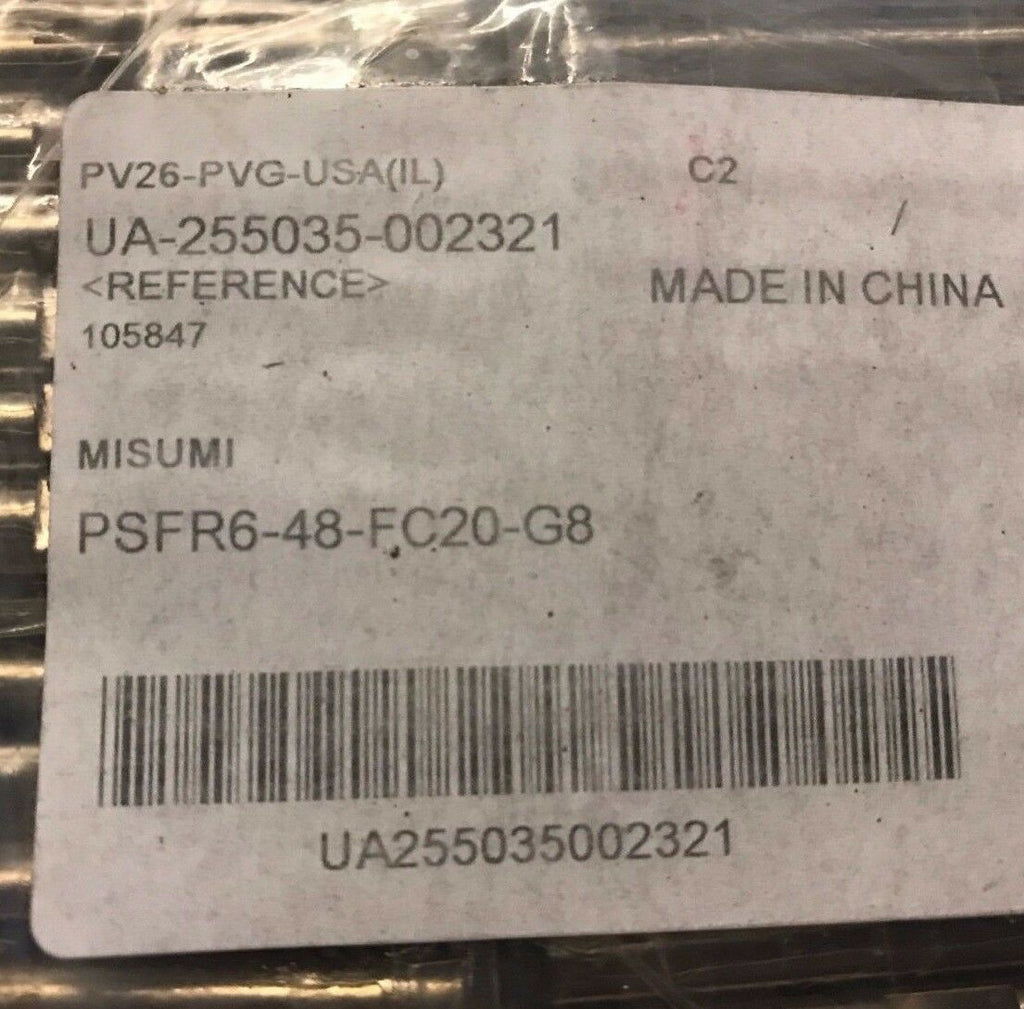 PV26-PVG-USA(IL) C2
UA-255035-002321 /
<REFERENCE> MADE IN CHINA
105847
MISUMI
PSFR6-48-FC20-G8
UA255035002321